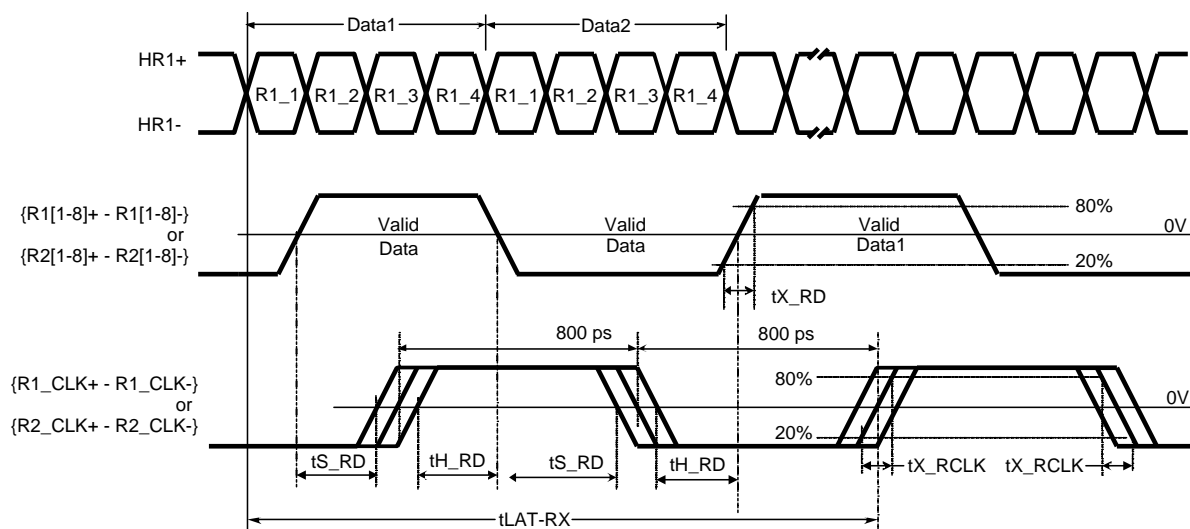 Data1 Data2
HR1+
R1_1 R1_2 R1_3 R1_4 R1_1 R1_2 R1_3 R1_4
HR1-
{R1[1-8]+ - R1[1-8]-}
or
{R2[1-8]+ - R2[1-8]-}
Valid
Data
Valid
Data
Valid
Data1
80%
0V
20%
tX_RD
800 ps 800 ps
{R1_CLK+ - R1_CLK-}
or
{R2_CLK+ - R2_CLK-}
80%
0V
20%
tS_RD tH_RD tS_RD tH_RD tX_RCLK tX_RCLK
tLAT-RX